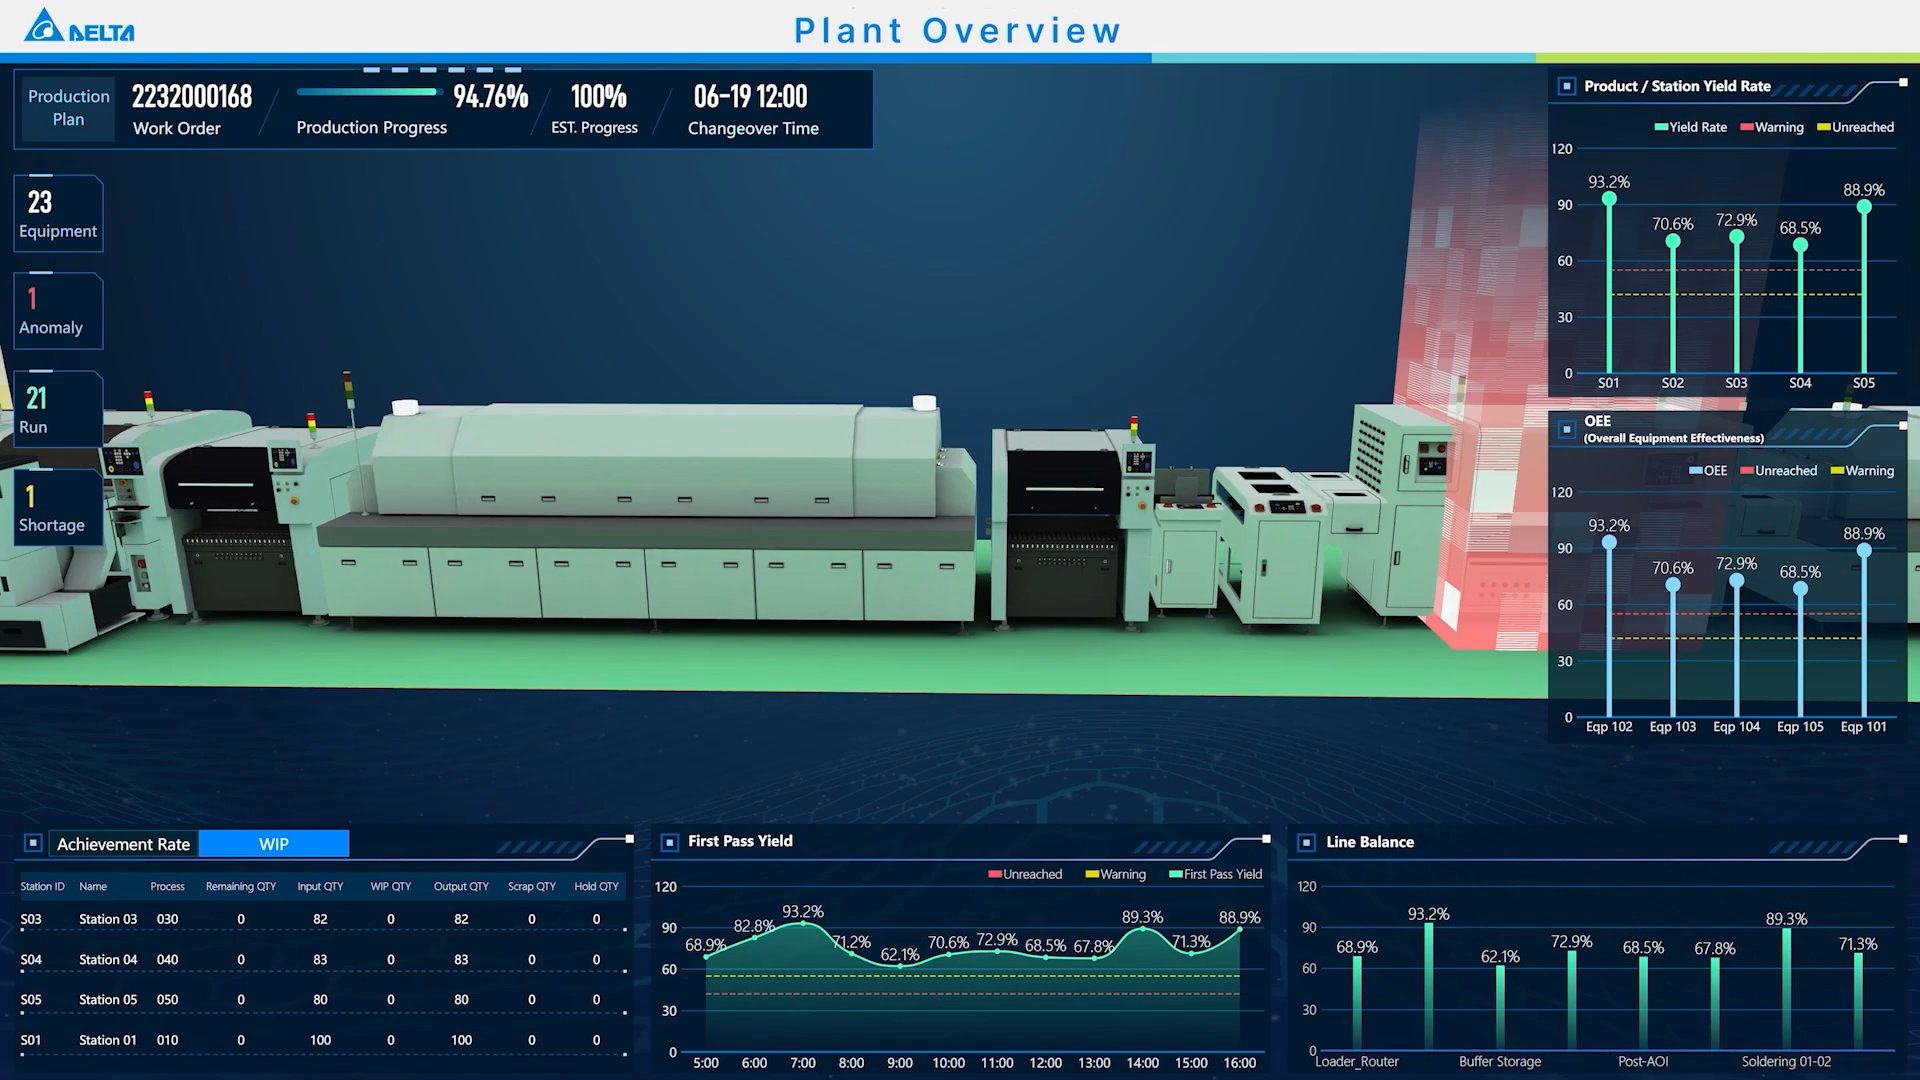 DELTA
Plant Overview
Production Plan
2232000168
Work Order
94.76%
Production Progress
100%
EST. Progress
06-19 12:00
Changeover Time
23
Equipment
1
Anomaly
21
Run
1
Shortage
Product / Station Yield Rate
Yield Rate Warning Unreached
120
93.2% 70.6% 72.9% 68.5% 88.9%
90
60
30
0
S01 S02 S03 S04 S05
OEE
(Overall Equipment Effectiveness)
OEE Unreached Warning
120
93.2% 70.6% 72.9% 68.5% 88.9%
90
60
30
0
Eqp 102 Eqp 103 Eqp 104 Eqp 105 Eqp 101
Achievement Rate WIP
Station ID Name Process Remaining QTY Input QTY WIP QTY Output QTY Scrap QTY Hold QTY
S03 Station 03 030 0 82 0 82 0 0
S04 Station 04 040 0 83 0 83 0 0
S05 Station 05 050 0 80 0 80 0 0
S01 Station 01 010 0 100 0 100 0 0
First Pass Yield
Unreached Warning First Pass Yield
120
90
60
30
0
68.9% 82.8% 93.2% 71.2% 62.1% 70.6% 72.9% 68.5% 67.8% 89.3% 71.3% 88.9%
5:00 6:00 7:00 8:00 9:00 10:00 11:00 12:00 13:00 14:00 15:00 16:00
Line Balance
120
90
60
30
0
68.9% 93.2% 62.1% 72.9% 68.5% 67.8% 89.3% 71.3%
Loader_Router Buffer Storage Post-AOI Soldering 01-02